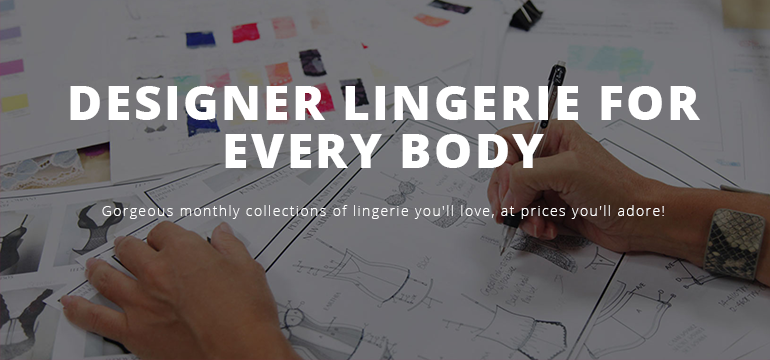 DESIGNER LINGERIE FOR
EVERY BODY
Gorgeous monthly collections of lingerie you'll love, at prices you'll adore!